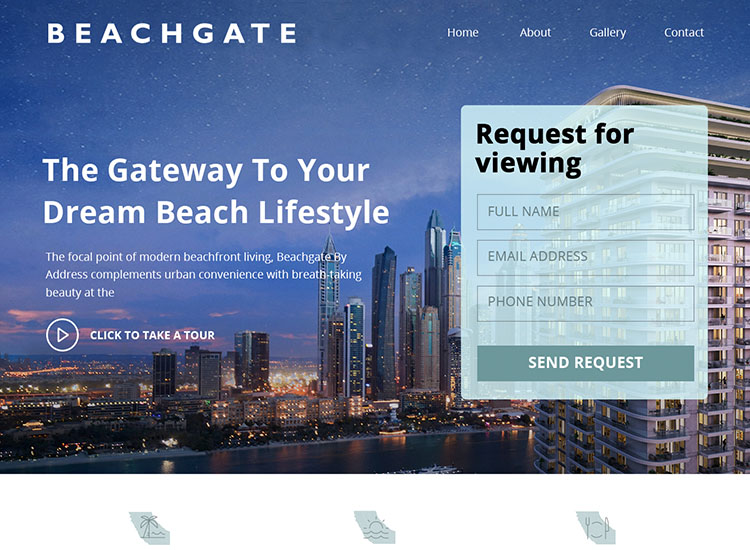 BEACHGATE
Home About Gallery Contact
The Gateway To Your
Dream Beach Lifestyle
The focal point of modern beachfront living, Beachgate By
Address complements urban convenience with breath-taking
beauty at the
CLICK TO TAKE A TOUR
Request for
viewing
FULL NAME
EMAIL ADDRESS
PHONE NUMBER
SEND REQUEST